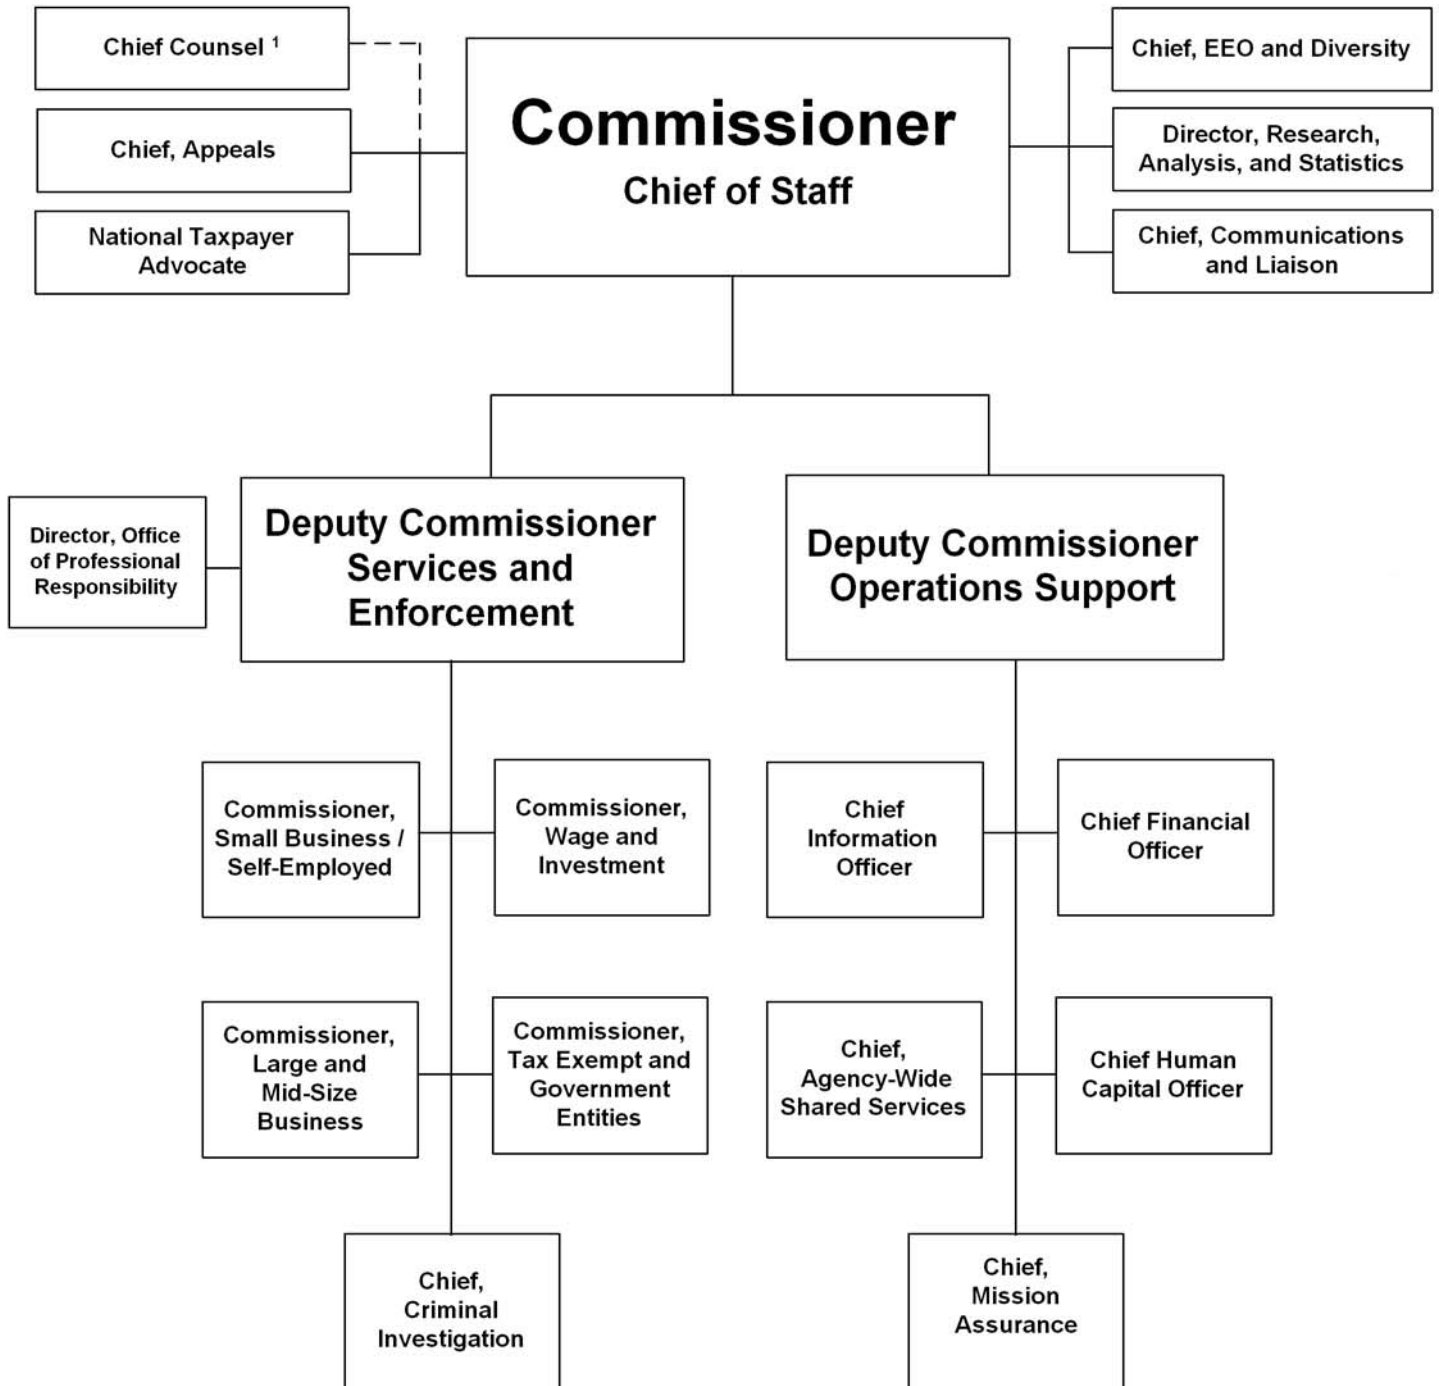 Chief Counsel ¹
Chief, Appeals
National Taxpayer
Advocate
Commissioner
Chief of Staff
Chief, EEO and Diversity
Director, Research,
Analysis, and Statistics
Chief, Communications
and Liaison
Director, Office
of Professional
Responsibility
Deputy Commissioner
Services and
Enforcement
Deputy Commissioner
Operations Support
Commissioner,
Small Business /
Self-Employed
Commissioner,
Wage and
Investment
Chief
Information
Officer
Chief Financial
Officer
Commissioner,
Large and
Mid-Size
Business
Commissioner,
Tax Exempt and
Government
Entities
Chief,
Agency-Wide
Shared Services
Chief Human
Capital Officer
Chief,
Criminal
Investigation
Chief,
Mission
Assurance